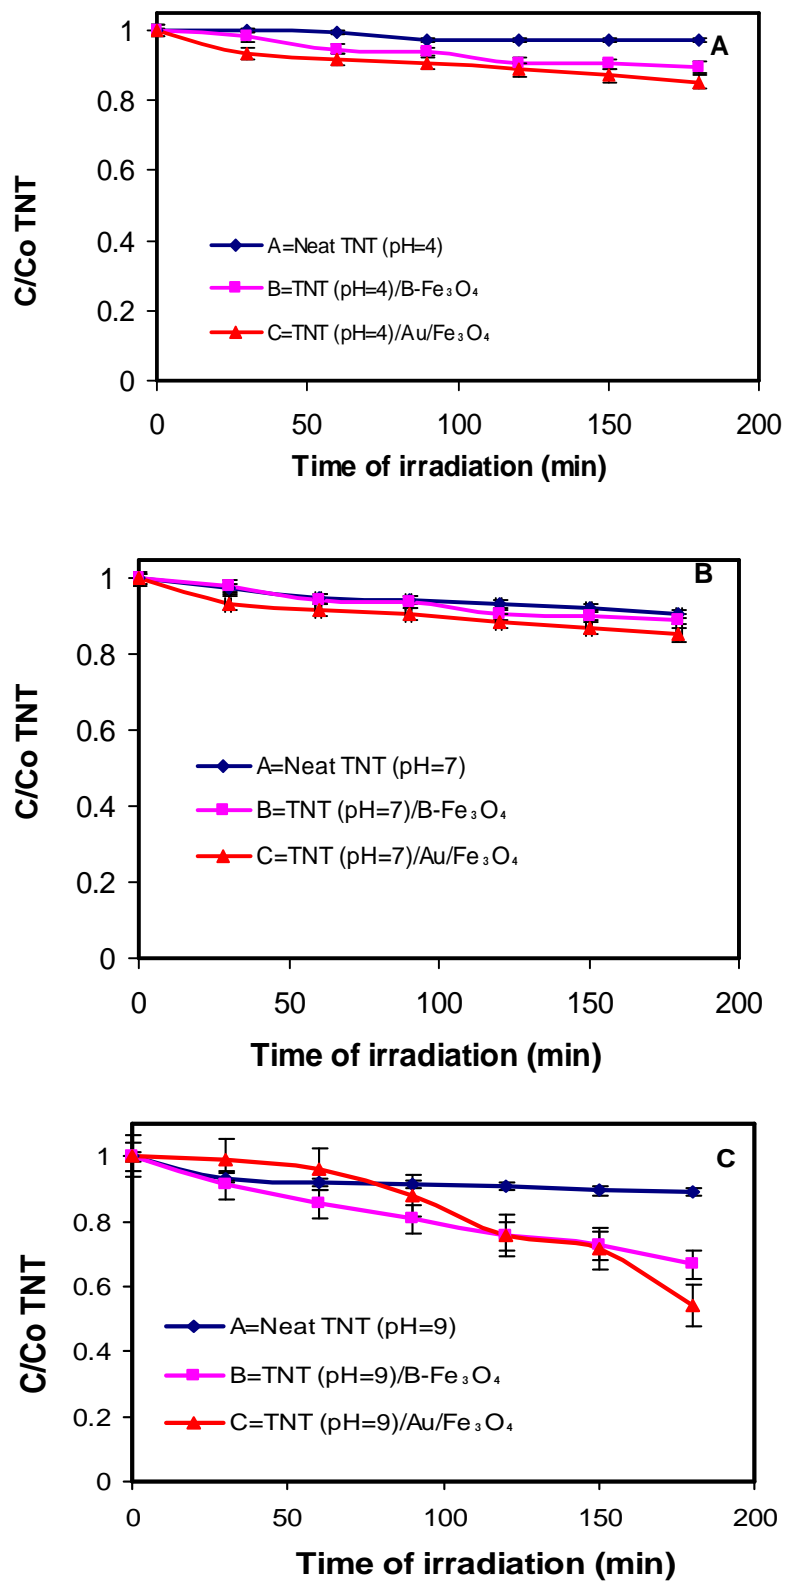 A
1
0.8
0.6
0.4
0.2
0
C/Co TNT
A=Neat TNT (pH=4)
B=TNT (pH=4)/B-Fe₃O₄
C=TNT (pH=4)/Au/Fe₃O₄
0 50 100 150 200
Time of irradiation (min)
B
1
0.8
0.6
0.4
0.2
0
C/Co TNT
A=Neat TNT (pH=7)
B=TNT (pH=7)/B-Fe₃O₄
C=TNT (pH=7)/Au/Fe₃O₄
0 50 100 150 200
Time of irradiation (min)
C
1
0.8
0.6
0.4
0.2
0
C/Co TNT
A=Neat TNT (pH=9)
B=TNT (pH=9)/B-Fe₃O₄
C=TNT (pH=9)/Au/Fe₃O₄
0 50 100 150 200
Time of irradiation (min)